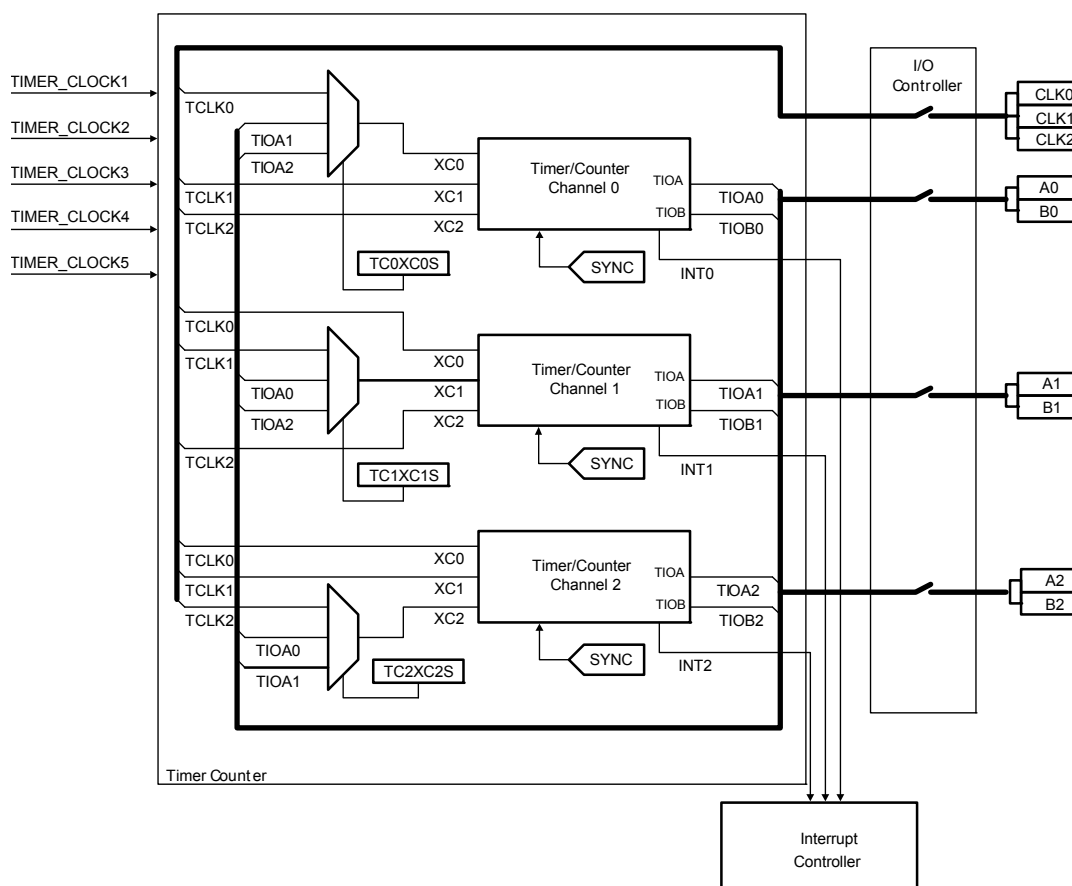 TIMER_CLOCK1
TIMER_CLOCK2
TIMER_CLOCK3
TIMER_CLOCK4
TIMER_CLOCK5
TCLK0
TIOA1
TIOA2
TCLK1
TCLK2
XC0
XC1
XC2
Timer/Counter
Channel 0
TIOA
TIOB
TIOA0
TIOB0
TC0XC0S
SYNC
INT0
TCLK0
TCLK1
TIOA0
TIOA2
TCLK2
XC0
XC1
XC2
Timer/Counter
Channel 1
TIOA
TIOB
TIOA1
TIOB1
TC1XC1S
SYNC
INT1
TCLK0
TCLK1
TCLK2
TIOA0
TIOA1
XC0
XC1
XC2
Timer/Counter
Channel 2
TIOA
TIOB
TIOA2
TIOB2
TC2XC2S
SYNC
INT2
Timer Counter
I/O
Controller
CLK0
CLK1
CLK2
A0
B0
A1
B1
A2
B2
Interrupt
Controller